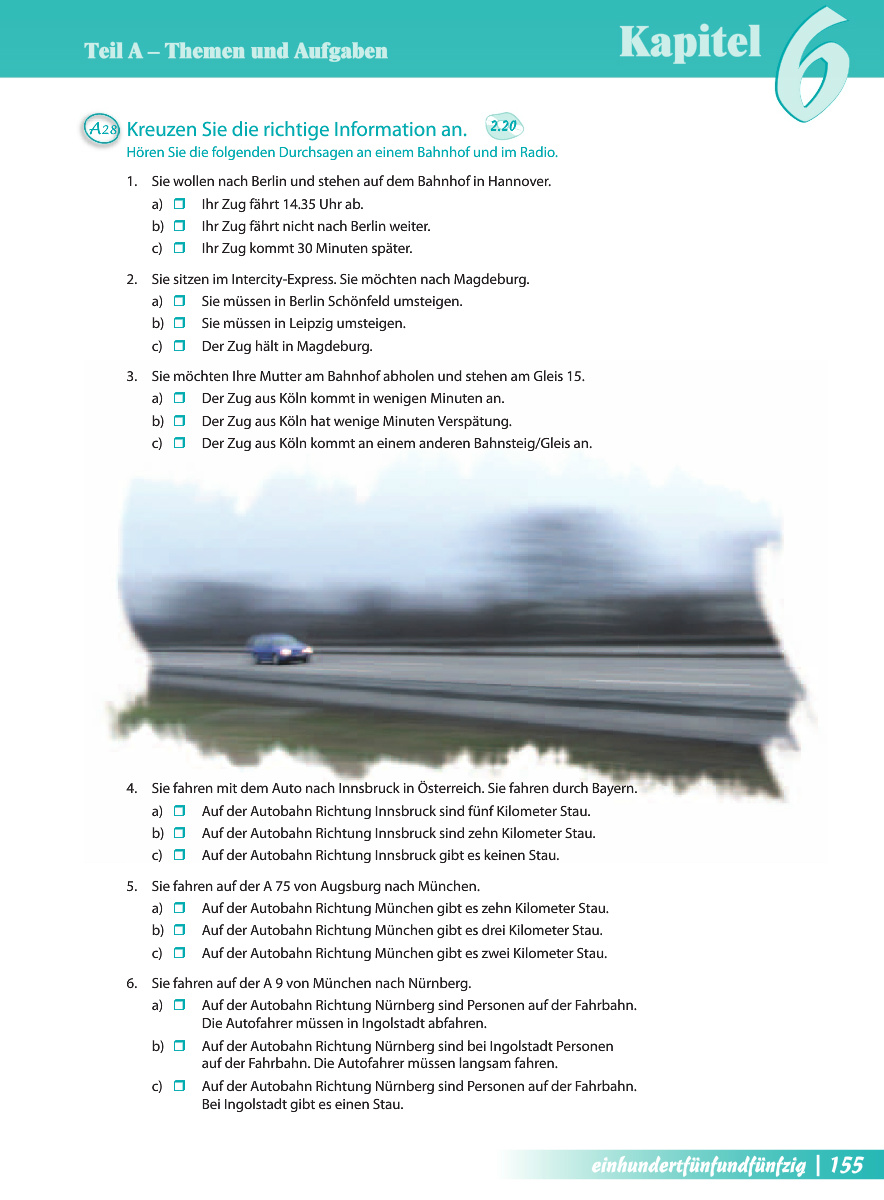 Teil A – Themen und Aufgaben
Kapitel 6
A28 Kreuzen Sie die richtige Information an. 2.20
Hören Sie die folgenden Durchsagen an einem Bahnhof und im Radio.
1. Sie wollen nach Berlin und stehen auf dem Bahnhof in Hannover.
a) Ihr Zug fährt 14.35 Uhr ab.
b) Ihr Zug fährt nicht nach Berlin weiter.
c) Ihr Zug kommt 30 Minuten später.
2. Sie sitzen im Intercity-Express. Sie möchten nach Magdeburg.
a) Sie müssen in Berlin Schönfeld umsteigen.
b) Sie müssen in Leipzig umsteigen.
c) Der Zug hält in Magdeburg.
3. Sie möchten Ihre Mutter am Bahnhof abholen und stehen am Gleis 15.
a) Der Zug aus Köln kommt in wenigen Minuten an.
b) Der Zug aus Köln hat wenige Minuten Verspätung.
c) Der Zug aus Köln kommt an einem anderen Bahnsteig/Gleis an.
4. Sie fahren mit dem Auto nach Innsbruck in Österreich. Sie fahren durch Bayern.
a) Auf der Autobahn Richtung Innsbruck sind fünf Kilometer Stau.
b) Auf der Autobahn Richtung Innsbruck sind zehn Kilometer Stau.
c) Auf der Autobahn Richtung Innsbruck gibt es keinen Stau.
5. Sie fahren auf der A 75 von Augsburg nach München.
a) Auf der Autobahn Richtung München gibt es zehn Kilometer Stau.
b) Auf der Autobahn Richtung München gibt es drei Kilometer Stau.
c) Auf der Autobahn Richtung München gibt es zwei Kilometer Stau.
6. Sie fahren auf der A 9 von München nach Nürnberg.
a) Auf der Autobahn Richtung Nürnberg sind Personen auf der Fahrbahn.
Die Autofahrer müssen in Ingolstadt abfahren.
b) Auf der Autobahn Richtung Nürnberg sind bei Ingolstadt Personen
auf der Fahrbahn. Die Autofahrer müssen langsam fahren.
c) Auf der Autobahn Richtung Nürnberg sind Personen auf der Fahrbahn.
Bei Ingolstadt gibt es einen Stau.
einhundertfünfundfünfzig | 155